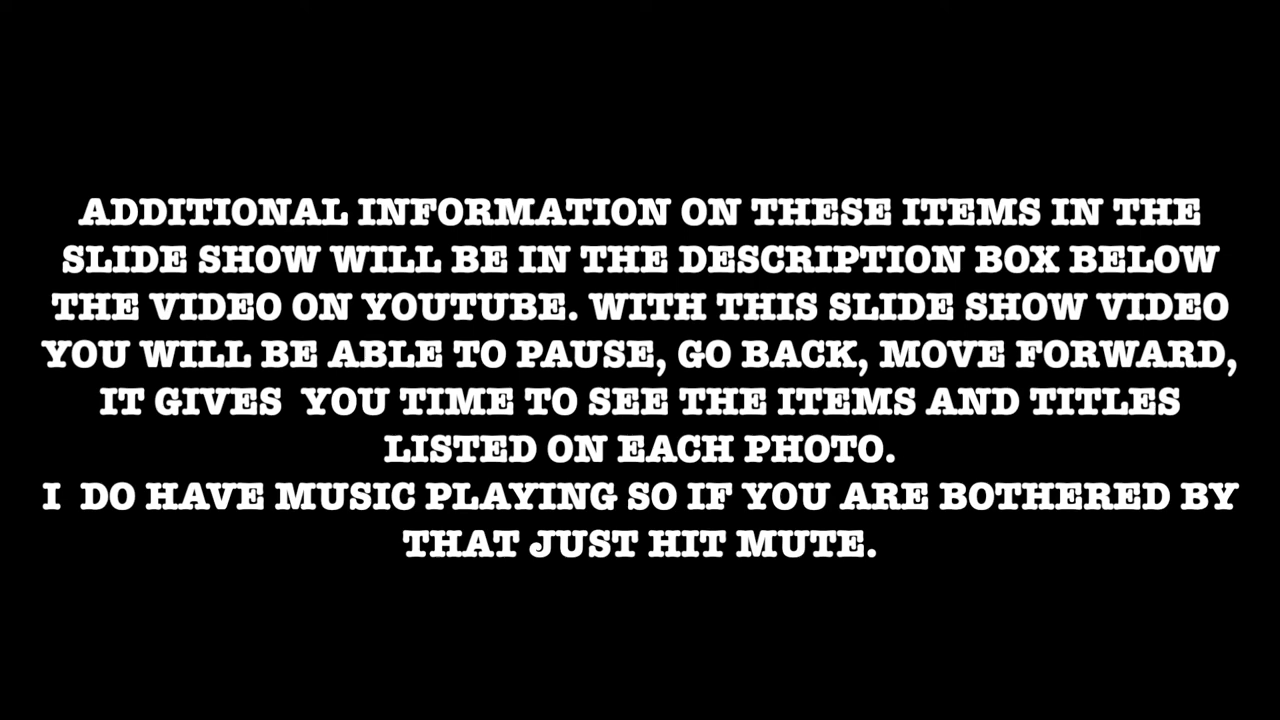 ADDITIONAL INFORMATION ON THESE ITEMS IN THE
SLIDE SHOW WILL BE IN THE DESCRIPTION BOX BELOW
THE VIDEO ON YOUTUBE. WITH THIS SLIDE SHOW VIDEO
YOU WILL BE ABLE TO PAUSE, GO BACK, MOVE FORWARD,
IT GIVES  YOU TIME TO SEE THE ITEMS AND TITLES
LISTED ON EACH PHOTO.
I  DO HAVE MUSIC PLAYING SO IF YOU ARE BOTHERED BY
THAT JUST HIT MUTE.